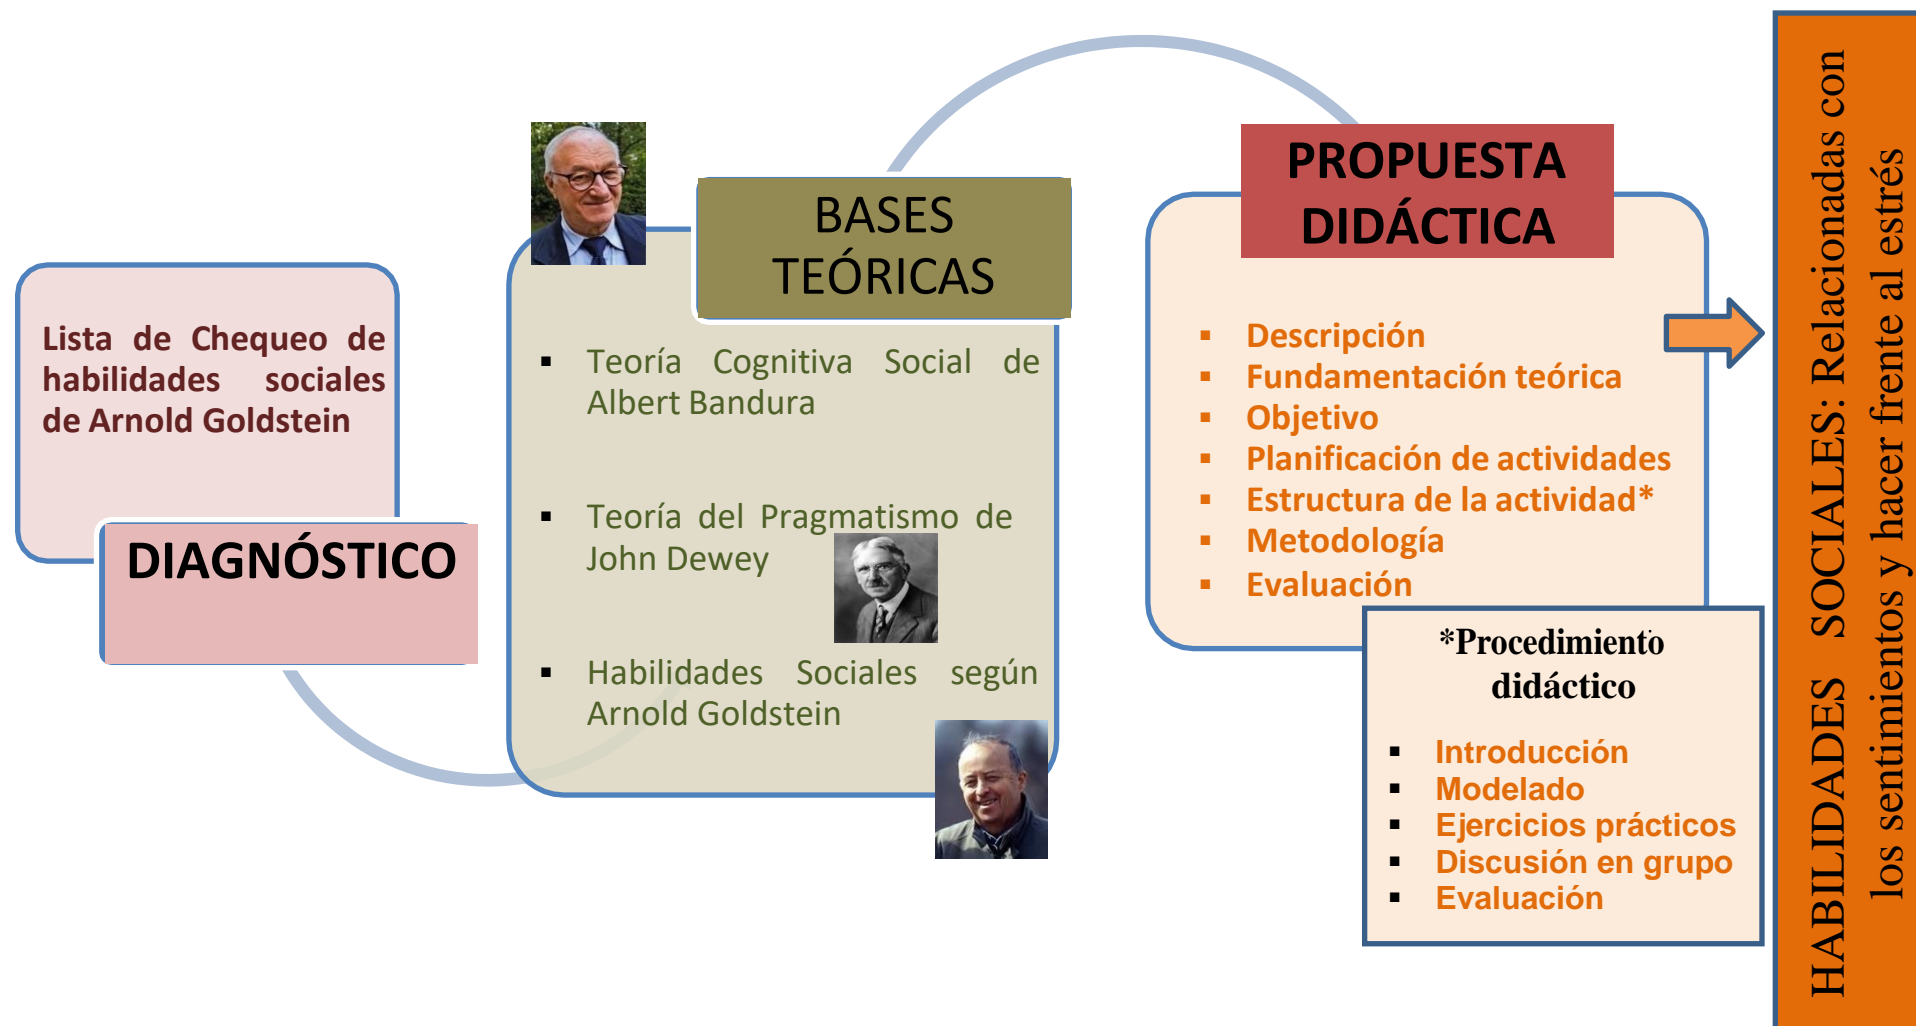 Lista de Chequeo de
habilidades sociales
de Arnold Goldstein
DIAGNÓSTICO
BASES
TEÓRICAS
▪ Teoría Cognitiva Social de
Albert Bandura
▪ Teoría del Pragmatismo de
John Dewey
▪ Habilidades Sociales según
Arnold Goldstein
PROPUESTA
DIDÁCTICA
▪ Descripción
▪ Fundamentación teórica
▪ Objetivo
▪ Planificación de actividades
▪ Estructura de la actividad*
▪ Metodología
▪ Evaluación
*Procedimiento
didáctico
▪ Introducción
▪ Modelado
▪ Ejercicios prácticos
▪ Discusión en grupo
▪ Evaluación
HABILIDADES SOCIALES: Relacionadas con
los sentimientos y hacer frente al estrés